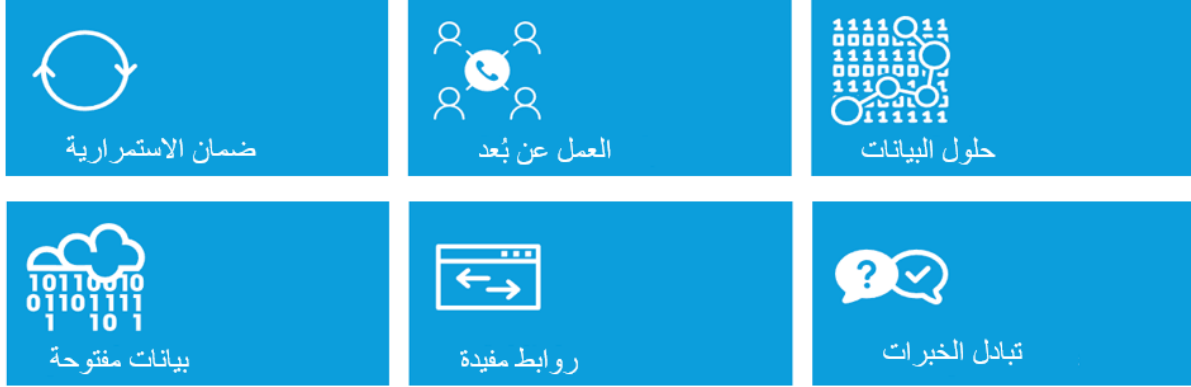 حلول البيانات
العمل عن بُعد
ضمان الاستمرارية
تبادل الخبرات
روابط مفيدة
بيانات مفتوحة